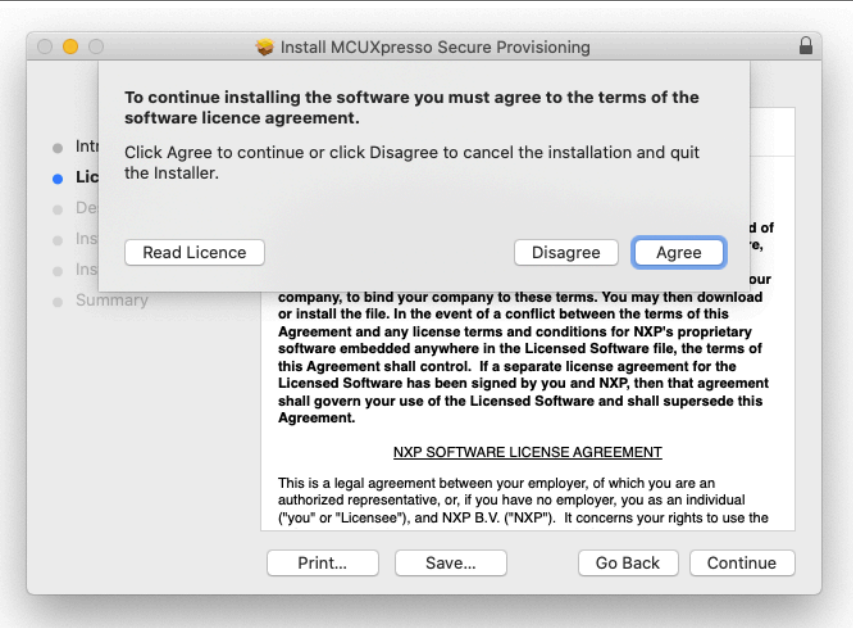 Install MCUXpresso Secure Provisioning
To continue installing the software you must agree to the terms of the
software licence agreement.
Click Agree to continue or click Disagree to cancel the installation and quit
the Installer.
Read Licence
Disagree
Agree
Int
Lic
De
Ins
Ins
Summary
d of
e,
our
company, to bind your company to these terms. You may then download
or install the file. In the event of a conflict between the terms of this
Agreement and any license terms and conditions for NXP's proprietary
software embedded anywhere in the Licensed Software file, the terms of
this Agreement shall control. If a separate license agreement for the
Licensed Software has been signed by you and NXP, then that agreement
shall govern your use of the Licensed Software and shall supersede this
Agreement.
NXP SOFTWARE LICENSE AGREEMENT
This is a legal agreement between your employer, of which you are an
authorized representative, or, if you have no employer, you as an individual
("you" or "Licensee"), and NXP B.V. ("NXP"). It concerns your rights to use the
Print...
Save...
Go Back
Continue